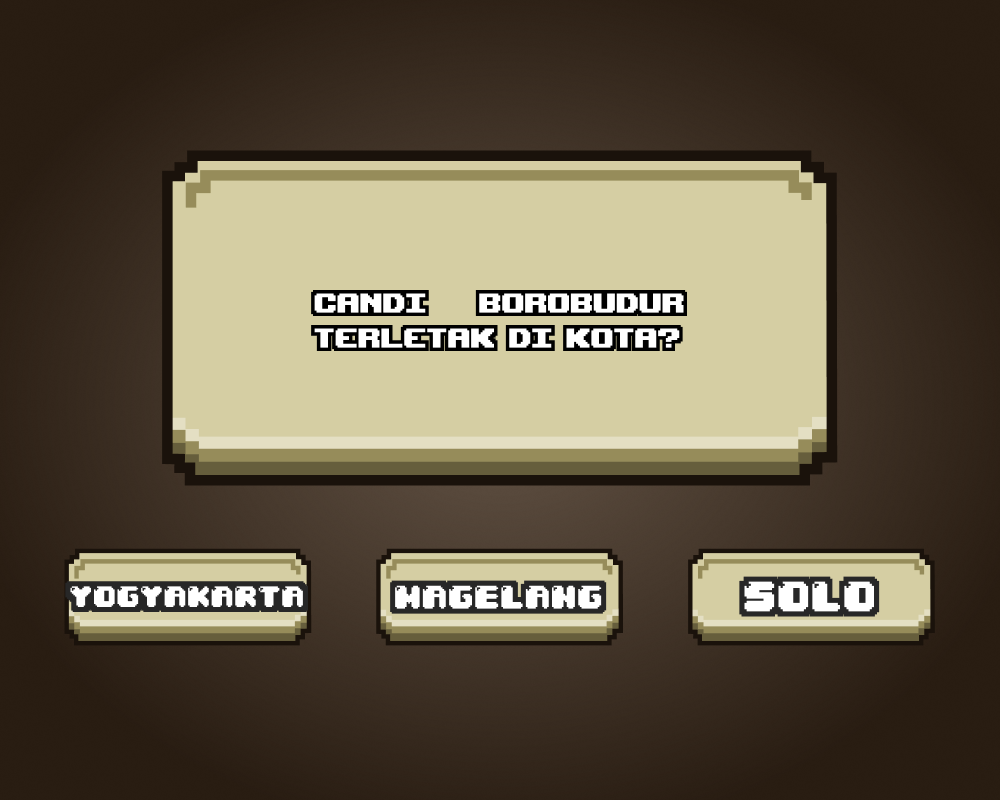 CANDI BOROBUDUR
TERLETAK DI KOTA?
YOGYAKARTA
MAGELANG
SOLO